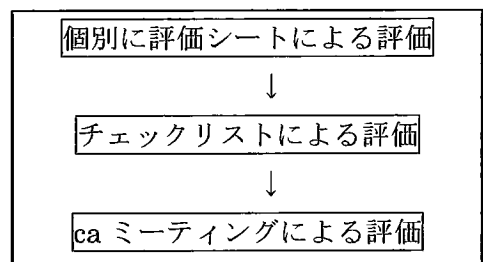 個別に評価シートによる評価
↓
チェックリストによる評価
↓
ca ミーティングによる評価